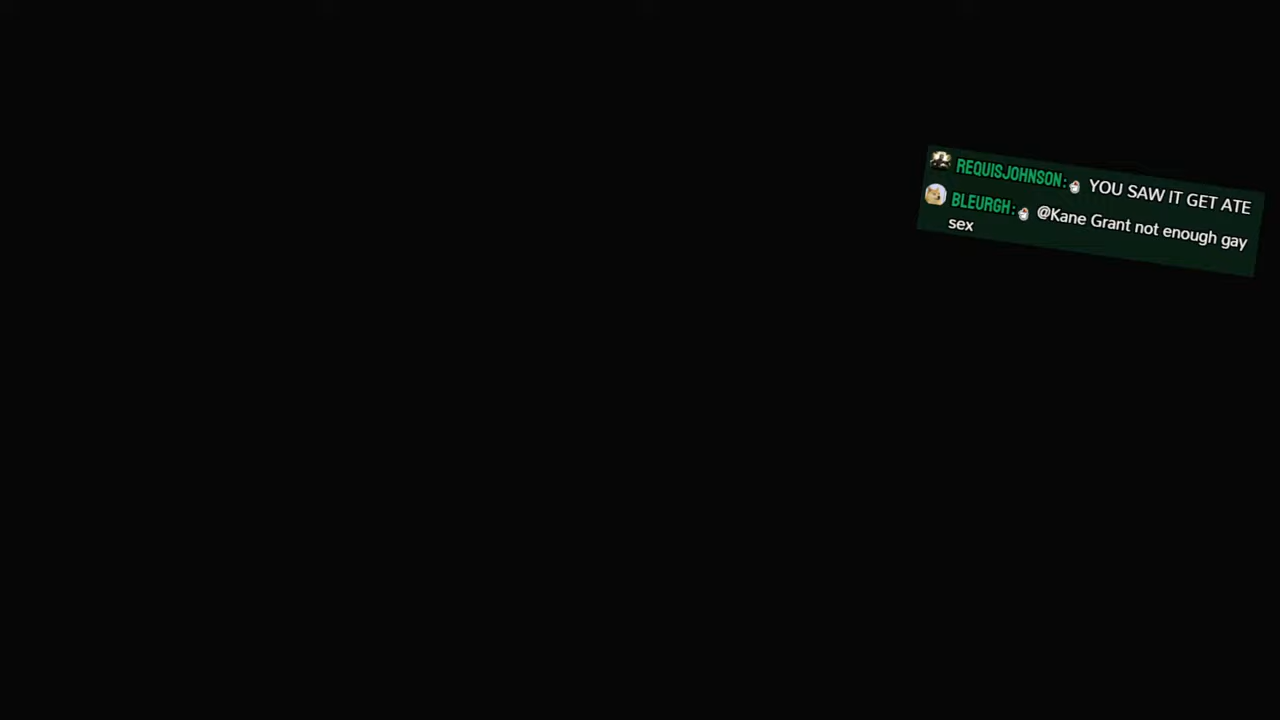 REQUISJOHNSON: YOU SAW IT GET ATE
BLEURGH: @Kane Grant not enough gay
sex